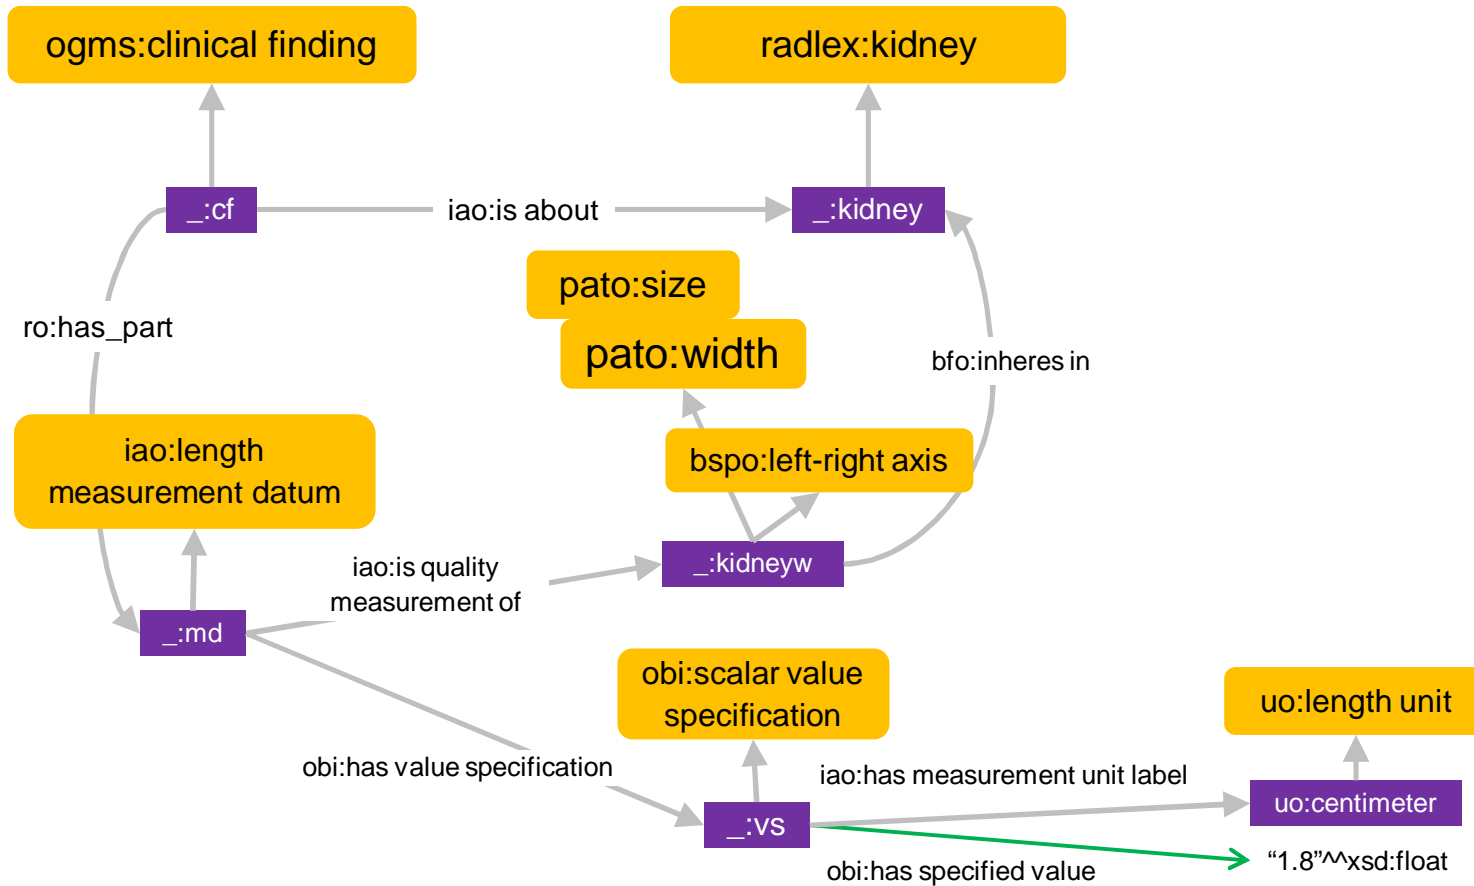 ogms:clinical finding
radlex:kidney
_:cf
iao:is about
_:kidney
pato:size
ro:has_part
pato:width
bfo:inheres in
iao:length
measurement datum
bspo:left-right axis
iao:is quality
measurement of
_:kidneyw
_:md
obi:scalar value
specification
uo:length unit
obi:has value specification
iao:has measurement unit label
uo:centimeter
_:vs
obi:has specified value
“1.8”^^xsd:float